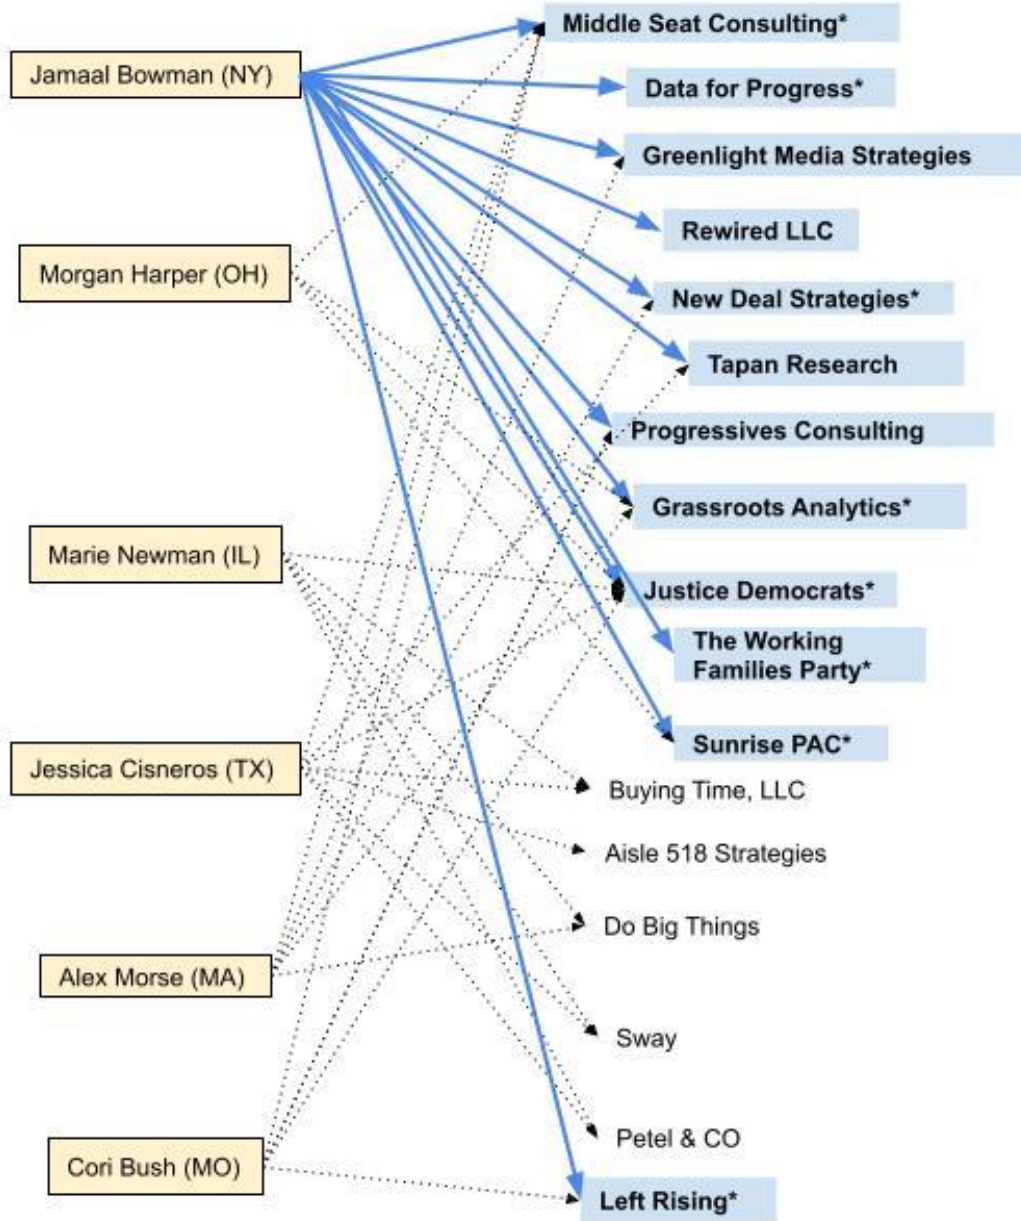 Middle Seat Consulting*
Jamaal Bowman (NY)
Data for Progress*
Greenlight Media Strategies
Rewired LLC
Morgan Harper (OH)
New Deal Strategies*
Tapan Research
Progressives Consulting
Grassroots Analytics*
Marie Newman (IL)
Justice Democrats*
The Working
Families Party*
Sunrise PAC*
Jessica Cisneros (TX)
Buying Time, LLC
Aisle 518 Strategies
Do Big Things
Alex Morse (MA)
Sway
Petel & CO
Cori Bush (MO)
Left Rising*